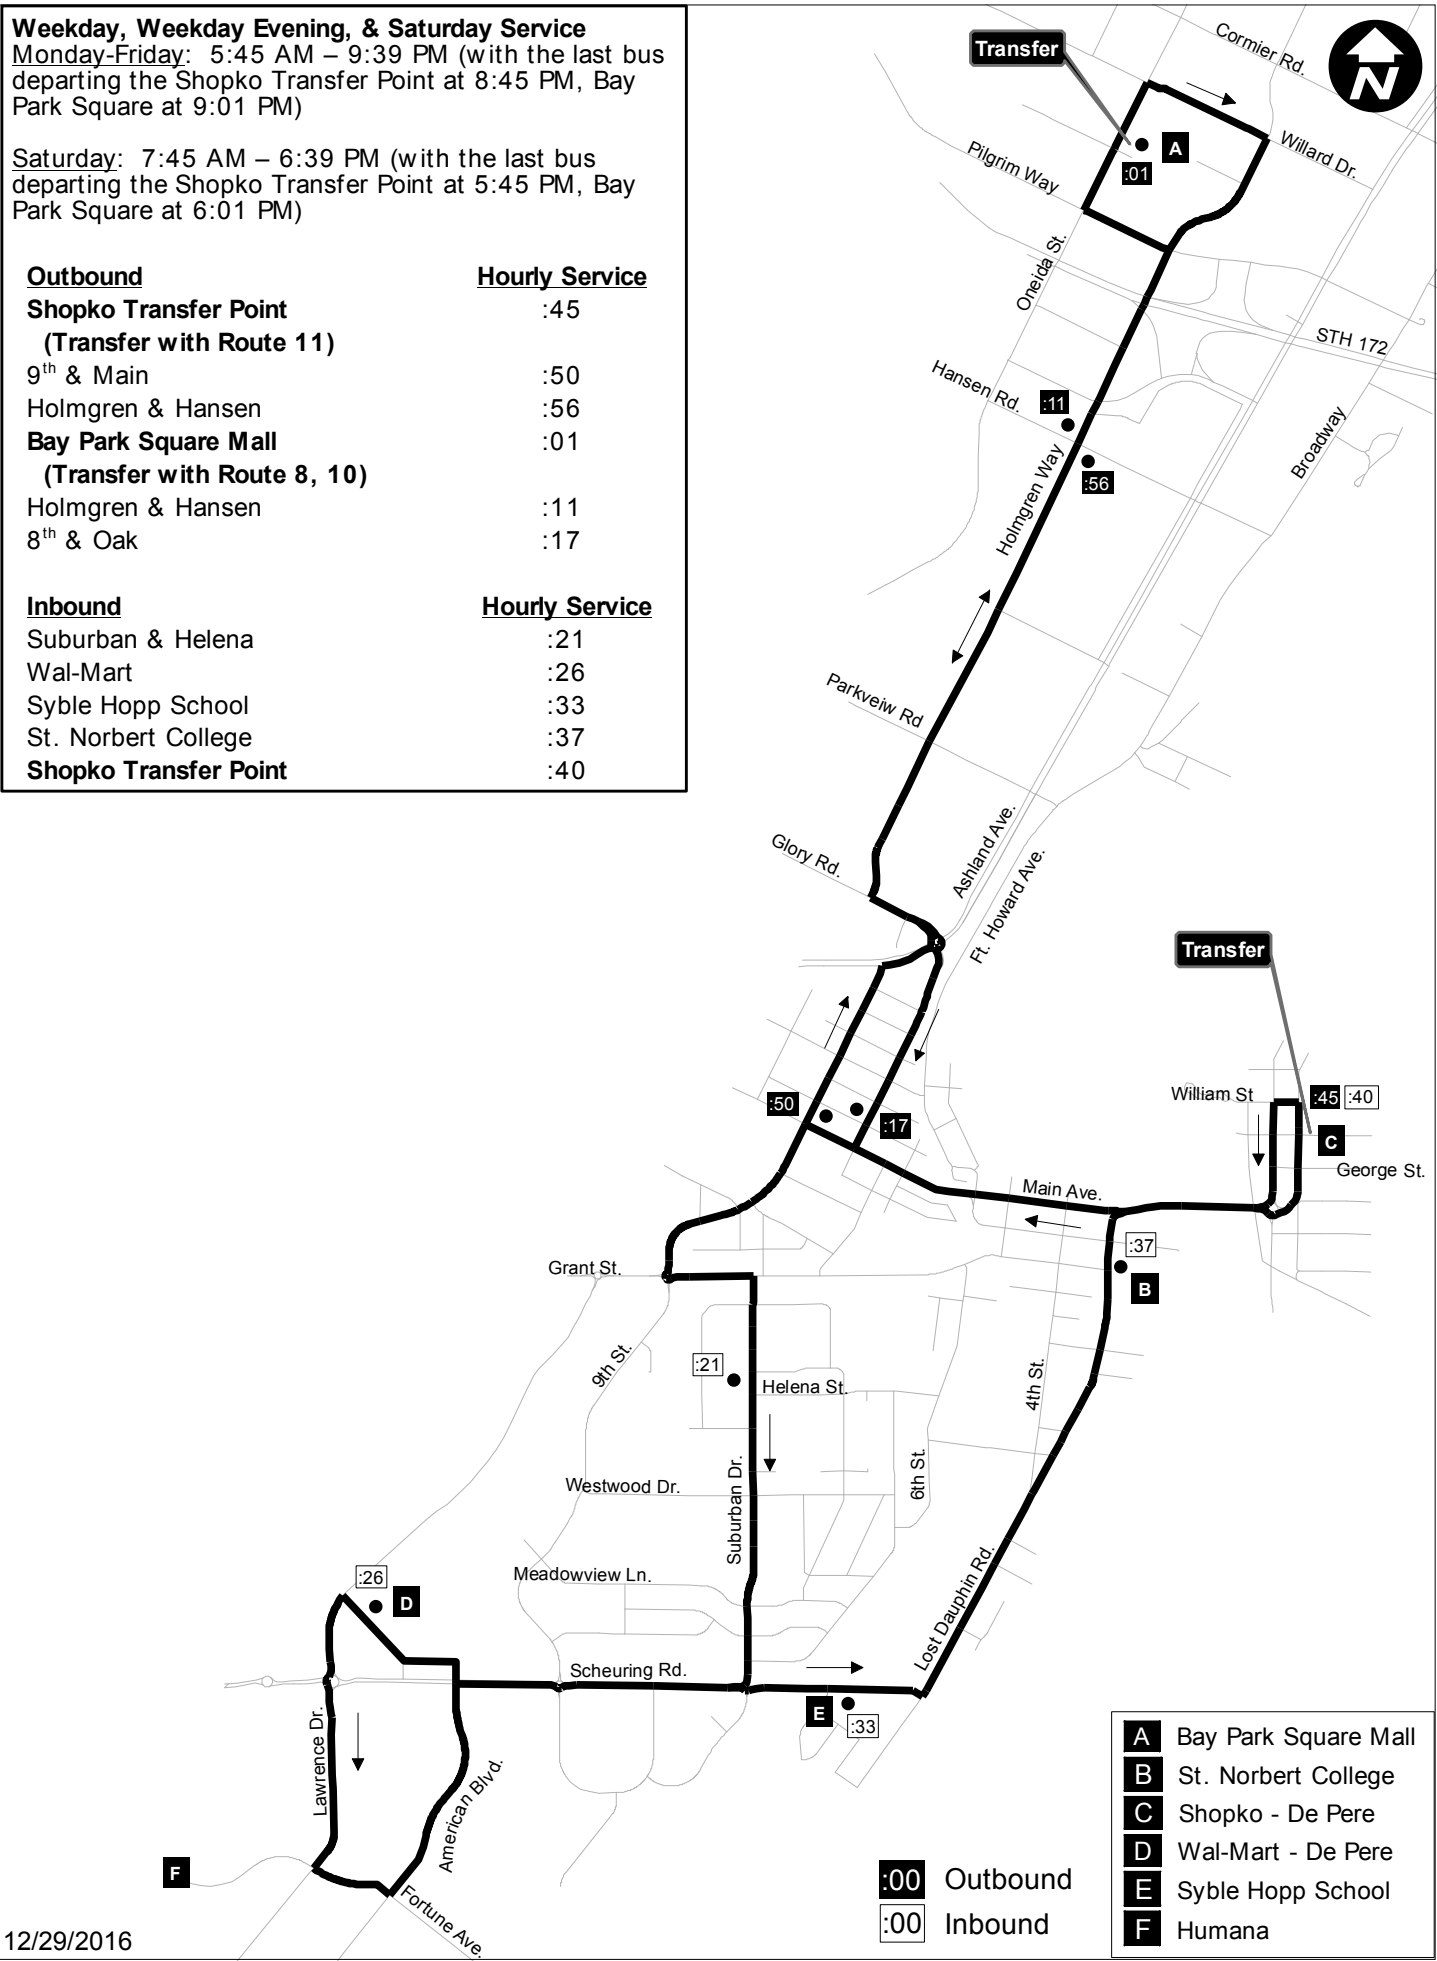 Weekday, Weekday Evening, & Saturday Service
Monday-Friday: 5:45 AM – 9:39 PM (with the last bus
departing the Shopko Transfer Point at 8:45 PM, Bay
Park Square at 9:01 PM)
Saturday: 7:45 AM – 6:39 PM (with the last bus
departing the Shopko Transfer Point at 5:45 PM, Bay
Park Square at 6:01 PM)
Outbound Hourly Service
Shopko Transfer Point :45
(Transfer with Route 11)
9th & Main :50
Holmgren & Hansen :56
Bay Park Square Mall :01
(Transfer with Route 8, 10)
Holmgren & Hansen :11
8th & Oak :17
Inbound Hourly Service
Suburban & Helena :21
Wal-Mart :26
Syble Hopp School :33
St. Norbert College :37
Shopko Transfer Point :40
Transfer
Cormier Rd.
N
A
:01
Willard Dr.
Pilgrim Way
Oneida St.
STH 172
Hansen Rd.
:11
:56
Broadway
Holmgren Way
Parkveiw Rd
Glory Rd.
Ashland Ave.
Ft. Howard Ave.
Transfer
William St
:45 :40
C
George St.
:50
:17
Main Ave.
:37
B
Grant St.
9th St.
:21
Helena St.
4th St.
6th St.
Westwood Dr.
Suburban Dr.
Meadowview Ln.
:26
D
Lost Dauphin Rd.
Scheuring Rd.
E
:33
Lawrence Dr.
American Blvd.
F
Fortune Ave.
:00 Outbound
:00 Inbound
A Bay Park Square Mall
B St. Norbert College
C Shopko - De Pere
D Wal-Mart - De Pere
E Syble Hopp School
F Humana
12/29/2016